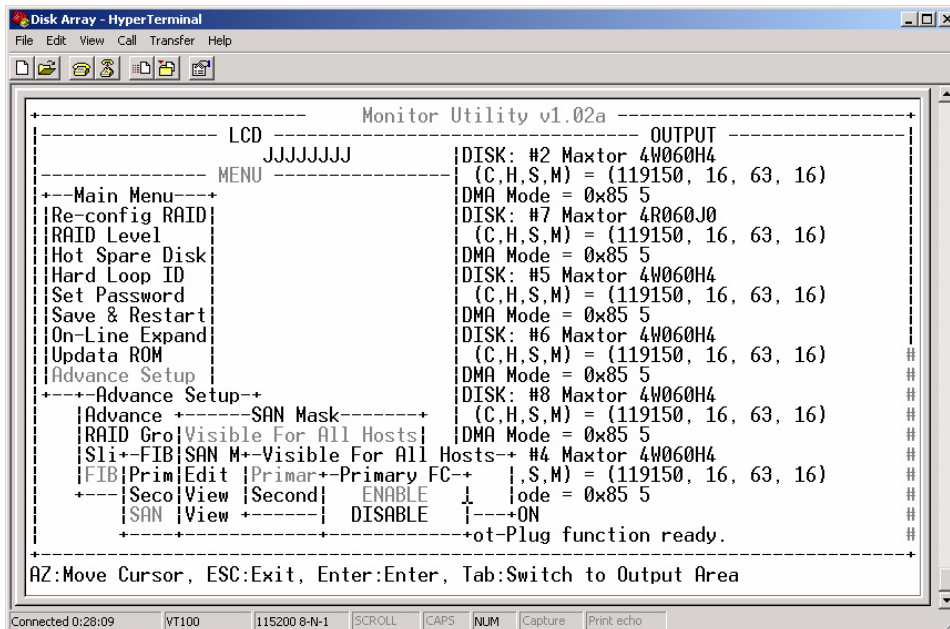 Disk Array - HyperTerminal
File Edit View Call Transfer Help
+------------------------ Monitor Utility v1.02a ------------------------+
|---------------- LCD ---------------------------------- OUTPUT ----------------|
| JJJJJJJJ |DISK: #2 Maxtor 4W060H4
|--------------- MENU ----------------| (C,H,S,M) = (119150, 16, 63, 16) |
|+--Main Menu---+ |DMA Mode = 0x85 5 |
||Re-config RAID| |DISK: #7 Maxtor 4R060J0 |
||RAID Level | | (C,H,S,M) = (119150, 16, 63, 16) |
||Hot Spare Disk| |DMA Mode = 0x85 5 |
||Hard Loop ID | |DISK: #5 Maxtor 4W060H4 |
||Set Password | | (C,H,S,M) = (119150, 16, 63, 16) |
||Save & Restart| |DMA Mode = 0x85 5 |
||On-Line Expand| |DISK: #6 Maxtor 4W060H4 |
||Updata ROM | | (C,H,S,M) = (119150, 16, 63, 16) #
||Advance Setup | |DMA Mode = 0x85 5 #
|+--+-Advance Setup-+ |DISK: #8 Maxtor 4W060H4 #
| |Advance +------SAN Mask-------+ | (C,H,S,M) = (119150, 16, 63, 16) #
| |RAID Gro|Visible For All Hosts| |DMA Mode = 0x85 5 #
| |Sli+-FIB|SAN M+-Visible For All Hosts-+ #4 Maxtor 4W060H4 #
| |FIB|Prim|Edit |Primar+-Primary FC-+ |,S,M) = (119150, 16, 63, 16) #
| +---|Seco|View |Second| ENABLE | |ode = 0x85 5 #
| |SAN |View +------| DISABLE |----+ON #
| +-----+-------------+-------------+ot-Plug function ready. #
+------------------------------------------------------------------------+
AZ:Move Cursor, ESC:Exit, Enter:Enter, Tab:Switch to Output Area
Connected 0:28:09 VT100 115200 8-N-1 SCROLL CAPS NUM Capture Print echo